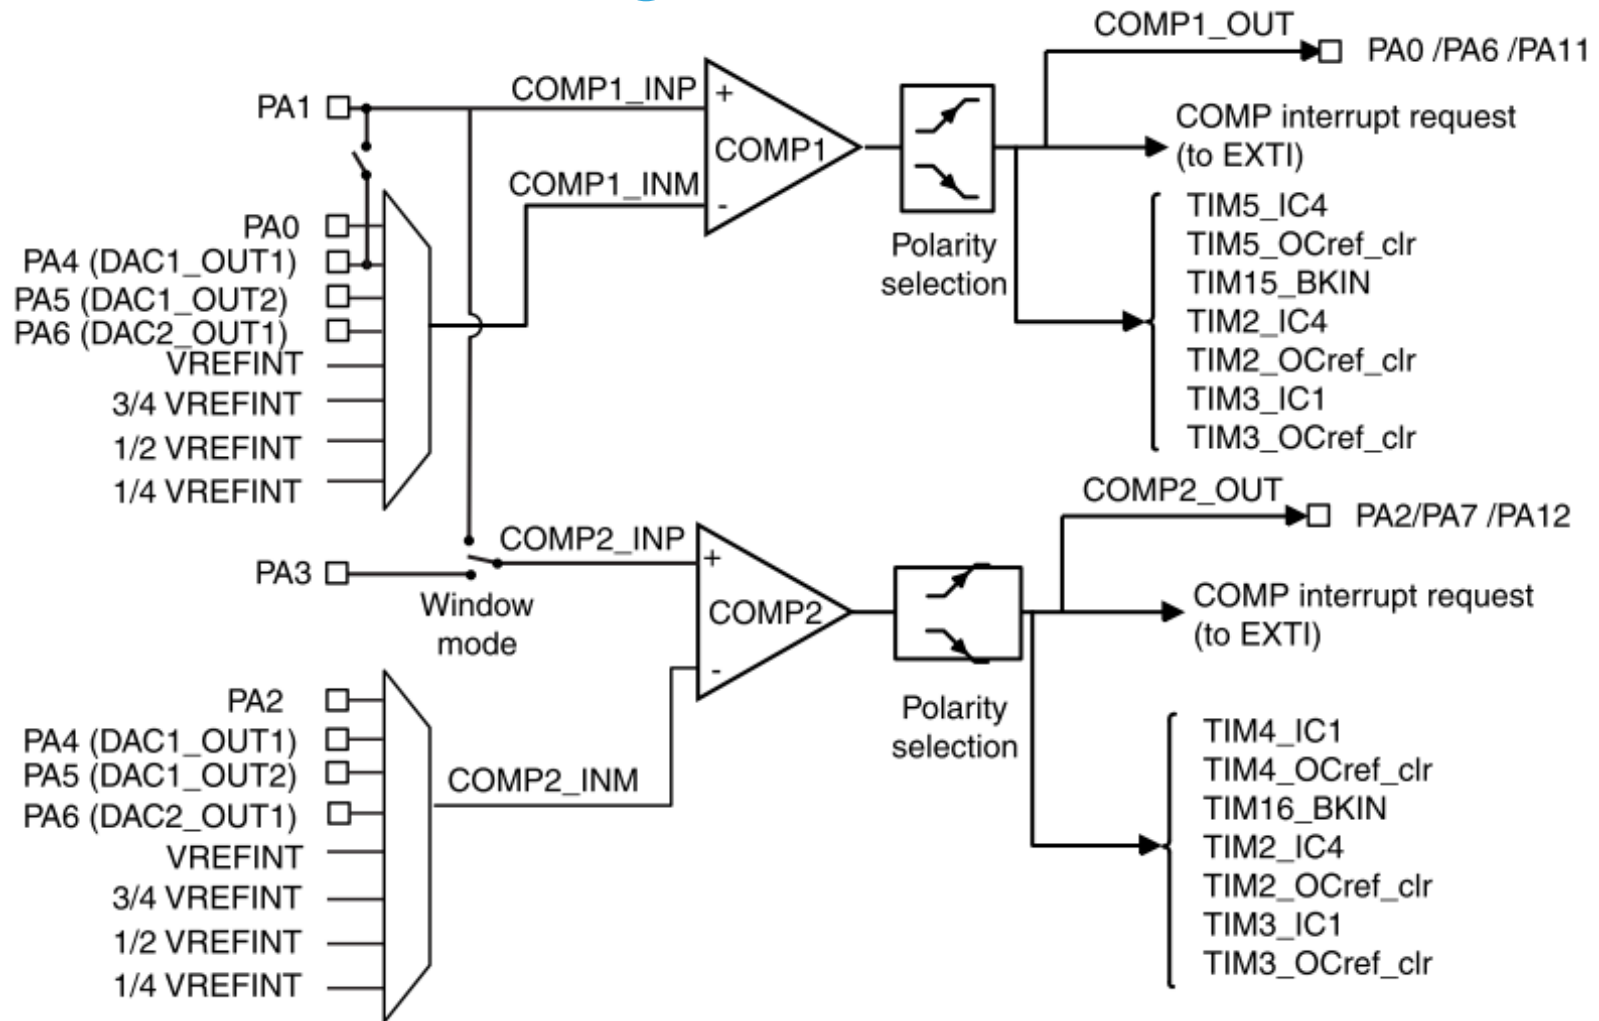 COMP1_OUT
PA0 /PA6 /PA11
PA1
COMP1_INP
+
COMP1
COMP interrupt request
(to EXTI)
COMP1_INM
-
PA0
PA4 (DAC1_OUT1)
PA5 (DAC1_OUT2)
PA6 (DAC2_OUT1)
VREFINT
3/4 VREFINT
1/2 VREFINT
1/4 VREFINT
Polarity
selection
TIM5_IC4
TIM5_OCref_clr
TIM15_BKIN
TIM2_IC4
TIM2_OCref_clr
TIM3_IC1
TIM3_OCref_clr
COMP2_OUT
PA2/PA7 /PA12
PA3
COMP2_INP
+
Window
mode
COMP2
-
COMP interrupt request
(to EXTI)
PA2
PA4 (DAC1_OUT1)
PA5 (DAC1_OUT2)
PA6 (DAC2_OUT1)
VREFINT
3/4 VREFINT
1/2 VREFINT
1/4 VREFINT
COMP2_INM
Polarity
selection
TIM4_IC1
TIM4_OCref_clr
TIM16_BKIN
TIM2_IC4
TIM2_OCref_clr
TIM3_IC1
TIM3_OCref_clr